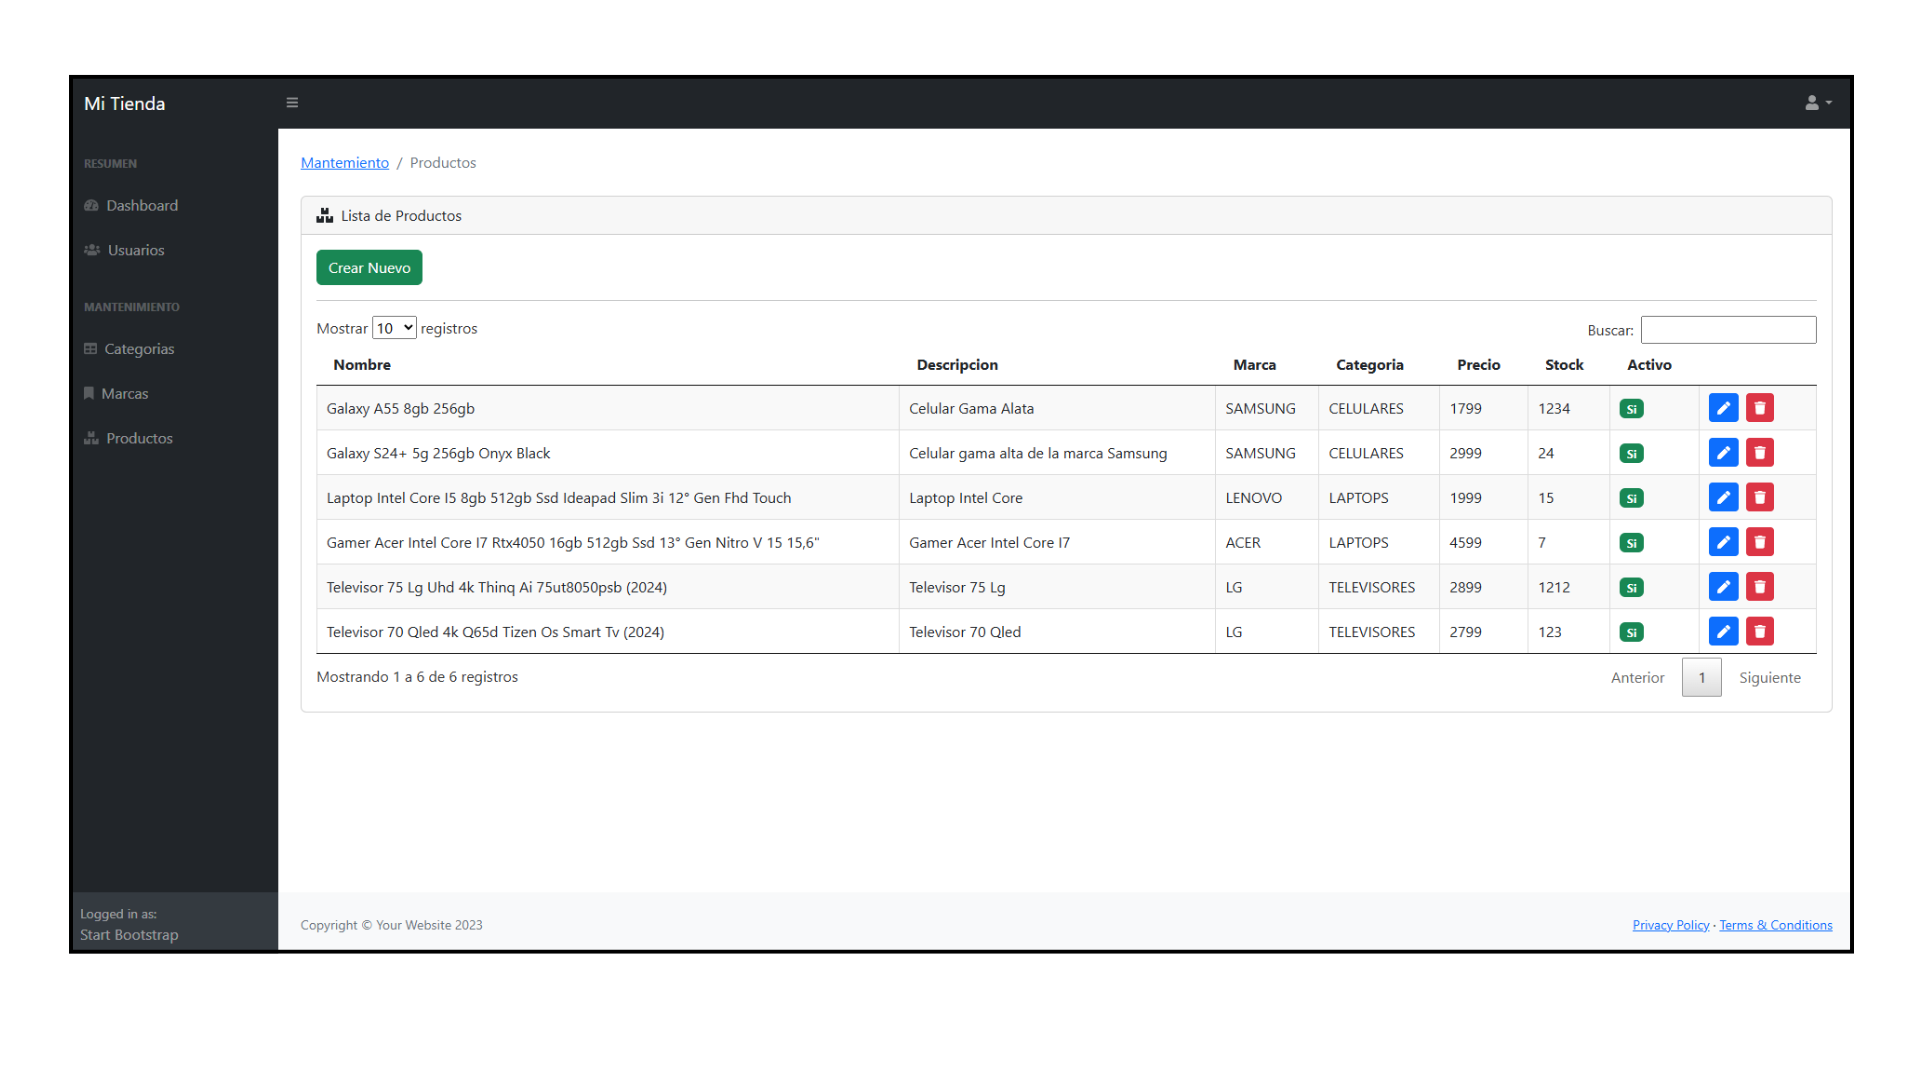 Mi Tienda
RESUMEN
Dashboard
Usuarios
MANTENIMIENTO
Categorias
Marcas
Productos
Logged in as:
Start Bootstrap
Mantemiento / Productos
Lista de Productos
Crear Nuevo
Mostrar 10 registros
Buscar:
Nombre Descripcion Marca Categoria Precio Stock Activo
Galaxy A55 8gb 256gb Celular Gama Alata SAMSUNG CELULARES 1799 1234 Si
Galaxy S24+ 5g 256gb Onyx Black Celular gama alta de la marca Samsung SAMSUNG CELULARES 2999 24 Si
Laptop Intel Core I5 8gb 512gb Ssd Ideapad Slim 3i 12° Gen Fhd Touch Laptop Intel Core LENOVO LAPTOPS 1999 15 Si
Gamer Acer Intel Core I7 Rtx4050 16gb 512gb Ssd 13° Gen Nitro V 15 15,6" Gamer Acer Intel Core I7 ACER LAPTOPS 4599 7 Si
Televisor 75 Lg Uhd 4k Thinq Ai 75ut8050psb (2024) Televisor 75 Lg LG TELEVISORES 2899 1212 Si
Televisor 70 Qled 4k Q65d Tizen Os Smart Tv (2024) Televisor 70 Qled LG TELEVISORES 2799 123 Si
Mostrando 1 a 6 de 6 registros
Anterior 1 Siguiente
Copyright © Your Website 2023
Privacy Policy · Terms & Conditions